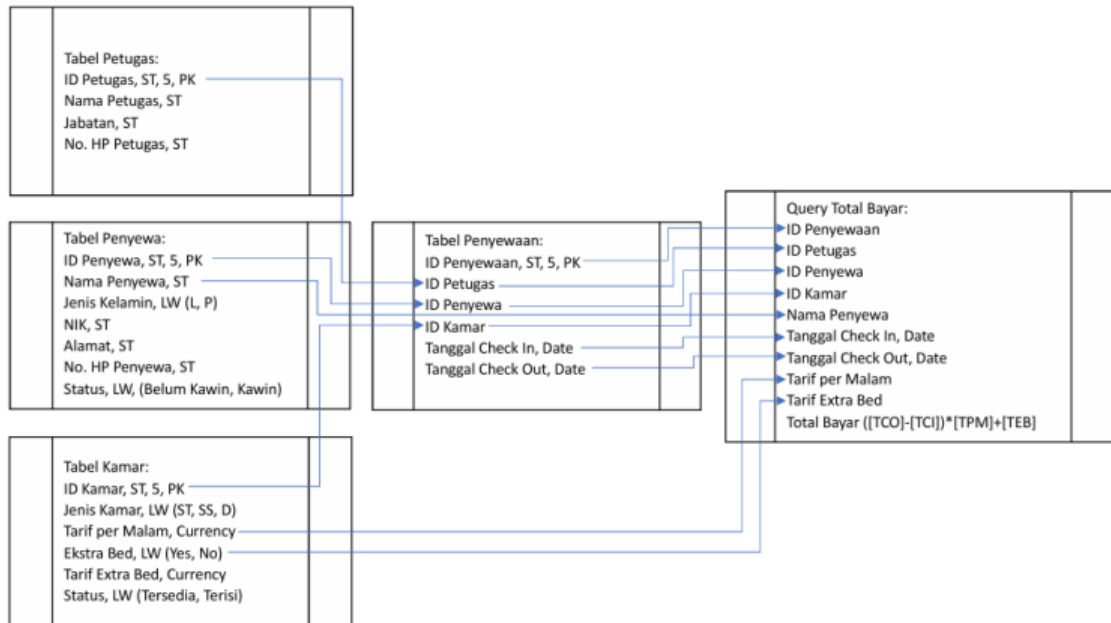 Tabel Petugas:
ID Petugas, ST, 5, PK
Nama Petugas, ST
Jabatan, ST
No. HP Petugas, ST
Tabel Penyewa:
ID Penyewa, ST, 5, PK
Nama Penyewa, ST
Jenis Kelamin, LW (L, P)
NIK, ST
Alamat, ST
No. HP Penyewa, ST
Status, LW, (Belum Kawin, Kawin)
Tabel Kamar:
ID Kamar, ST, 5, PK
Jenis Kamar, LW (ST, SS, D)
Tarif per Malam, Currency
Ekstra Bed, LW (Yes, No)
Tarif Extra Bed, Currency
Status, LW (Tersedia, Terisi)
Tabel Penyewaan:
ID Penyewaan, ST, 5, PK
ID Petugas
ID Penyewa
ID Kamar
Tanggal Check In, Date
Tanggal Check Out, Date
Query Total Bayar:
ID Penyewaan
ID Petugas
ID Penyewa
ID Kamar
Nama Penyewa
Tanggal Check In, Date
Tanggal Check Out, Date
Tarif per Malam
Tarif Extra Bed
Total Bayar ([TCO]-[TCI])*[TPM]+[TEB]